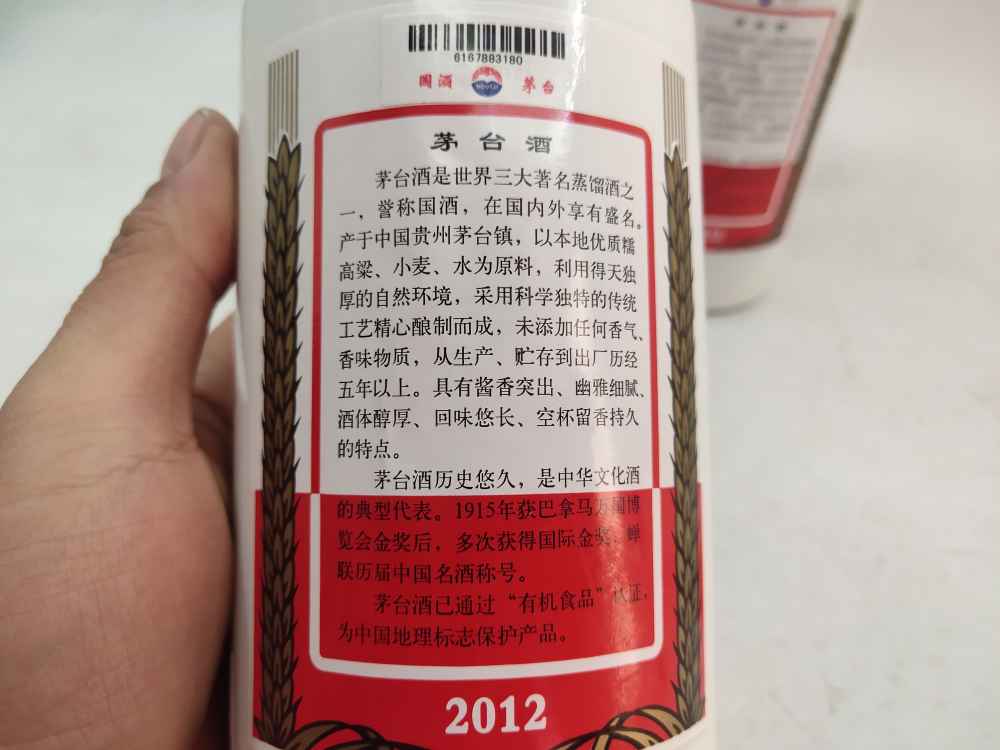 6167883180
国酒 茅台
茅台酒
茅台酒是世界三大著名蒸馏酒之
一，誉称国酒，在国内外享有盛名。
产于中国贵州茅台镇，以本地优质糯
高粱、小麦、水为原料，利用得天独
厚的自然环境，采用科学独特的传统
工艺精心酿制而成，未添加任何香气、
香味物质，从生产、贮存到出厂历经
五年以上。具有酱香突出、幽雅细腻、
酒体醇厚、回味悠长、空杯留香持久
的特点。
茅台酒历史悠久，是中华文化酒
的典型代表。1915年获巴拿马万国博
览会金奖后，多次获得国际金奖、蝉
联历届中国名酒称号。
茅台酒已通过“有机食品”认证，
为中国地理标志保护产品。
2012